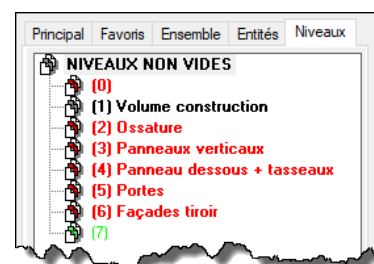 Principal Favoris Ensemble Entités Niveaux
NIVEAUX NON VIDES
(0)
(1) Volume construction
(2) Ossature
(3) Panneaux verticaux
(4) Panneau dessous + tasseaux
(5) Portes
(6) Façades tiroir
(7)